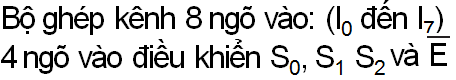 Bộ ghép kênh 8 ngõ vào: (I₀ đến I₇)
4 ngõ vào điều khiển S₀, S₁ S₂ và E̅